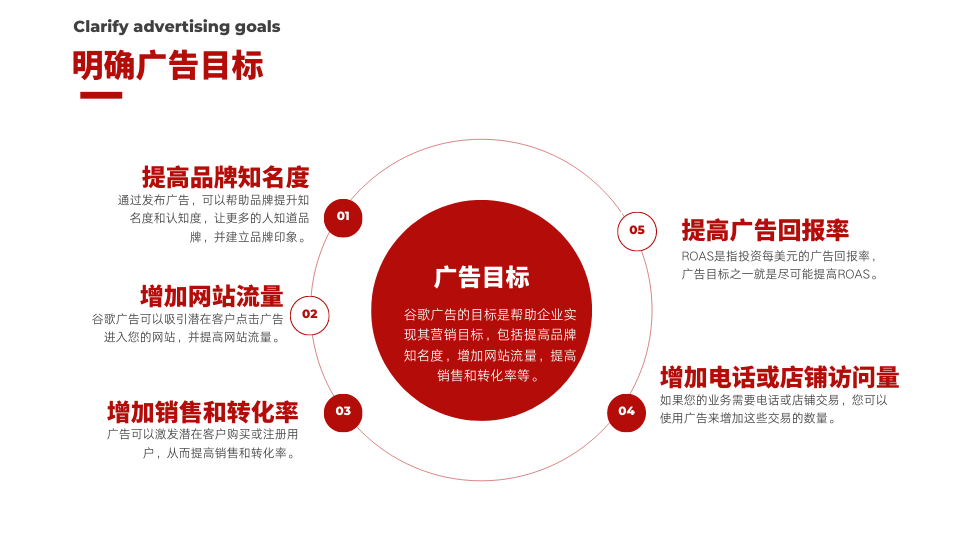 Clarify advertising goals
明确广告目标
提高品牌知名度
通过发布广告，可以帮助品牌提升知
名度和认知度，让更多的人知道品
牌，并建立品牌印象。
01
增加网站流量
谷歌广告可以吸引潜在客户点击广告
进入您的网站，并提高网站流量。
02
增加销售和转化率
广告可以激发潜在客户购买或注册用
户，从而提高销售和转化率。
03
广告目标
谷歌广告的目标是帮助企业实
现其营销目标，包括提高品牌
知名度，增加网站流量，提高
销售和转化率等。
05
提高广告回报率
ROAS是指投资每美元的广告回报率，
广告目标之一就是尽可能提高ROAS。
04
增加电话或店铺访问量
如果您的业务需要电话或店铺交易，您可以
使用广告来增加这些交易的数量。